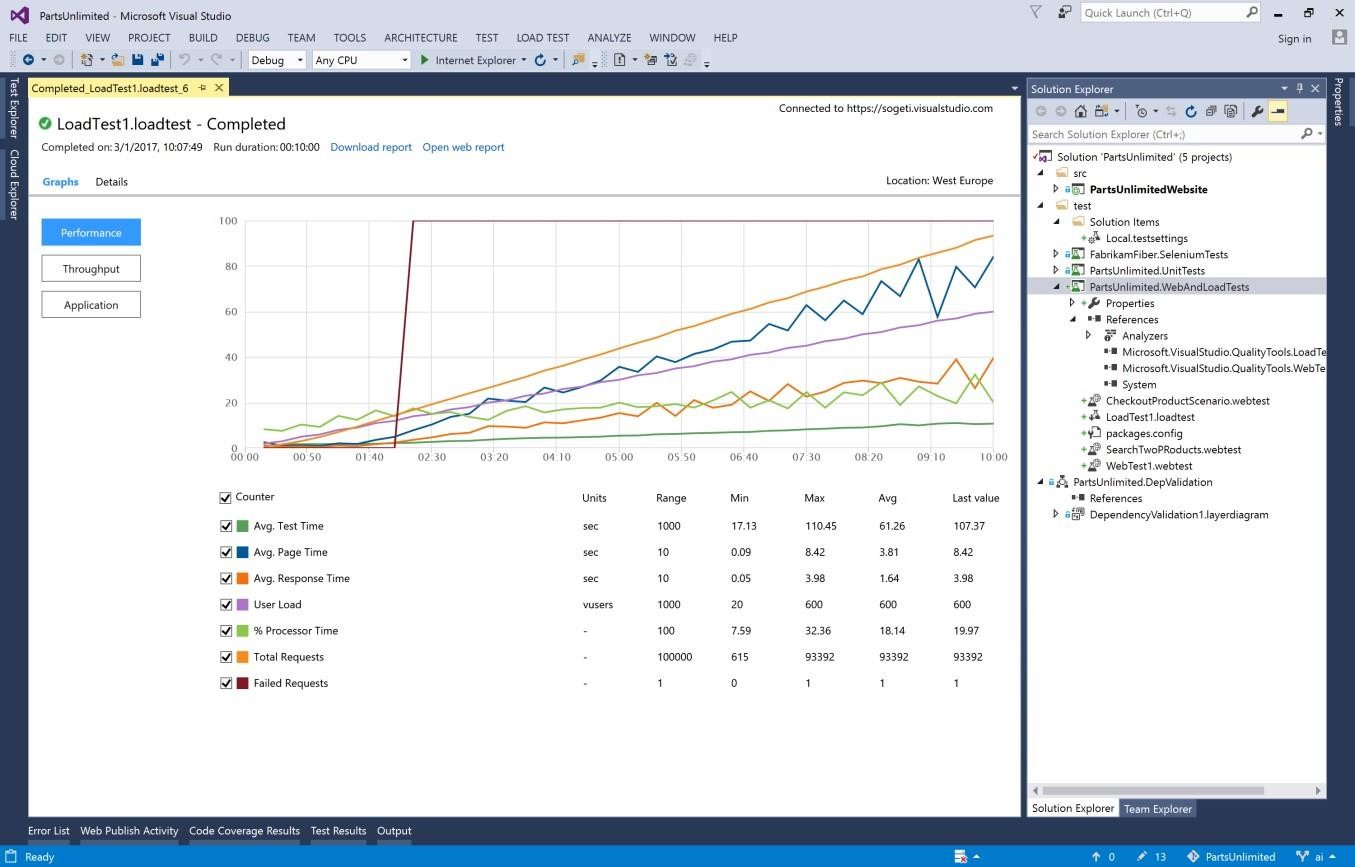 PartsUnlimited - Microsoft Visual Studio
Quick Launch (Ctrl+Q)
FILE EDIT VIEW PROJECT BUILD DEBUG TEAM TOOLS ARCHITECTURE TEST LOAD TEST ANALYZE WINDOW HELP
Sign in
Debug Any CPU Internet Explorer
Test Explorer
Cloud Explorer
Completed_LoadTest1.loadtest_6
Connected to https://sogeti.visualstudio.com
LoadTest1.loadtest - Completed
Completed on: 3/1/2017, 10:07:49 Run duration: 00:10:00 Download report Open web report
Graphs Details
Location: West Europe
Performance
Throughput
Application
100
80
60
40
20
0
00:00 00:50 01:40 02:30 03:20 04:10 05:00 05:50 06:40 07:30 08:20 09:10 10:00
Counter Units Range Min Max Avg Last value
Avg. Test Time sec 1000 17.13 110.45 61.26 107.37
Avg. Page Time sec 10 0.09 8.42 3.81 8.42
Avg. Response Time sec 10 0.05 3.98 1.64 3.98
User Load vusers 1000 20 600 600 600
% Processor Time - 100 7.59 32.36 18.14 19.97
Total Requests - 100000 615 93392 93392 93392
Failed Requests - 1 0 1 1 1
Solution Explorer
Search Solution Explorer (Ctrl+;)
Solution 'PartsUnlimited' (5 projects)
src
PartsUnlimitedWebsite
test
Solution Items
Local.testsettings
FabrikamFiber.SeleniumTests
PartsUnlimited.UnitTests
PartsUnlimited.WebAndLoadTests
Properties
References
Analyzers
Microsoft.VisualStudio.QualityTools.LoadTe
Microsoft.VisualStudio.QualityTools.WebTe
System
CheckoutProductScenario.webtest
LoadTest1.loadtest
packages.config
SearchTwoPRoducts.webtest
WebTest1.webtest
PartsUnlimited.DepValidation
References
DependencyValidation1.layerdiagram
Solution Explorer Team Explorer
Properties
Error List Web Publish Activity Code Coverage Results Test Results Output
Ready
0 13 PartsUnlimited ai